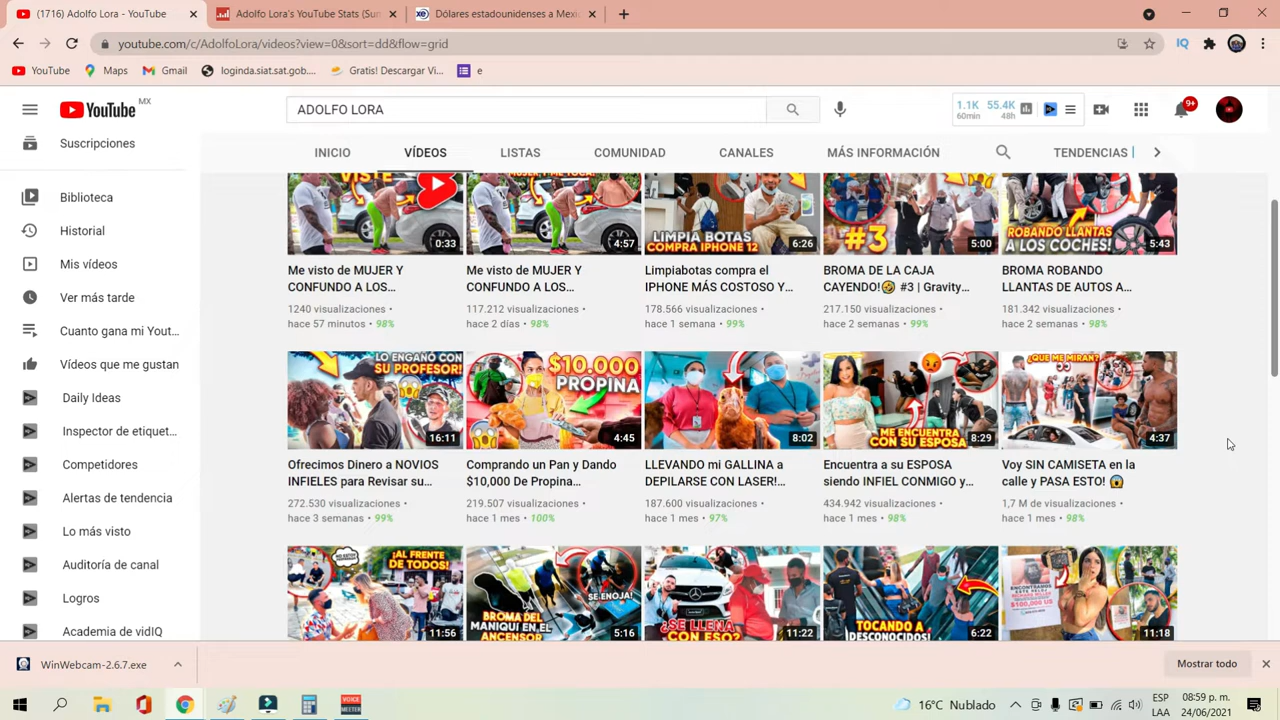 (1716) Adolfo Lora - YouTube
Adolfo Lora's YouTube Stats (Sum
xe
Dólares estadounidenses a Mexi
youtube.com/c/AdolfoLora/videos?view=0&sort=dd&flow=grid
YouTube
Maps
Gmail
loginda.siat.sat.gob....
Gratis! Descargar Vi...
e
YouTube MX
ADOLFO LORA
1.1K 55.4K
60min 48h
9+
Suscripciones
INICIO
VÍDEOS
LISTAS
COMUNIDAD
CANALES
MÁS INFORMACIÓN
TENDENCIAS
Biblioteca
Historial
Mis vídeos
Ver más tarde
Cuanto gana mi Yout...
Vídeos que me gustan
Daily Ideas
Inspector de etiquet...
Competidores
Alertas de tendencia
Lo más visto
Auditoría de canal
Logros
Academia de vidIQ
VISTE
0:33
Me visto de MUJER Y
CONFUNDO A LOS...
1240 visualizaciones
hace 57 minutos • 98%
4:57
Me visto de MUJER Y
CONFUNDO A LOS...
117.212 visualizaciones
hace 2 días • 98%
LIMPIA BOTAS
COMPRA IPHONE 12
6:26
Limpiabotas compra el
IPHONE MÁS COSTOSO Y...
178.566 visualizaciones
hace 1 semana • 99%
#3
5:00
BROMA DE LA CAJA
CAYENDO!🤣 #3 | Gravity...
217.150 visualizaciones
hace 2 semanas • 99%
ROBANDO LLANTAS
A LOS COCHES!
5:43
BROMA ROBANDO
LLANTAS DE AUTOS A...
181.342 visualizaciones
hace 2 semanas • 98%
LO ENGAÑÓ CON
SU PROFESOR!
16:11
Ofrecimos Dinero a NOVIOS
INFIELES para Revisar su...
272.530 visualizaciones
hace 3 semanas • 99%
$10.000
PROPINA
4:45
Comprando un Pan y Dando
$10,000 De Propina...
219.507 visualizaciones
hace 1 mes • 100%
8:02
LLEVANDO mi GALLINA a
DEPILARSE CON LASER!...
187.600 visualizaciones
hace 1 mes • 97%
ME ENCUENTRA
CON SU ESPOSA
8:29
Encuentra a su ESPOSA
siendo INFIEL CONMIGO y...
434.942 visualizaciones
hace 1 mes • 98%
¿QUE ME MIRAN?
4:37
Voy SIN CAMISETA en la
calle y PASA ESTO! 😱
1,7 M de visualizaciones
hace 1 mes • 98%
¡AL FRENTE
DE TODOS!
11:56
BROMA DEL
MANIQUI EN EL
ANCENSOR
SE ENOJA!
5:16
¿SE LLENA
CON ESO?
11:22
TOCANDO A
DESCONOCIDOS!
6:22
ENCONTRAMOS
ESTE RELOJ
$100,000 US
11:18
WinWebcam-2.6.7.exe
Mostrar todo
VOICE
MEETER
16°C Nublado
ESP
LAA
08:59 p. m.
24/06/2021